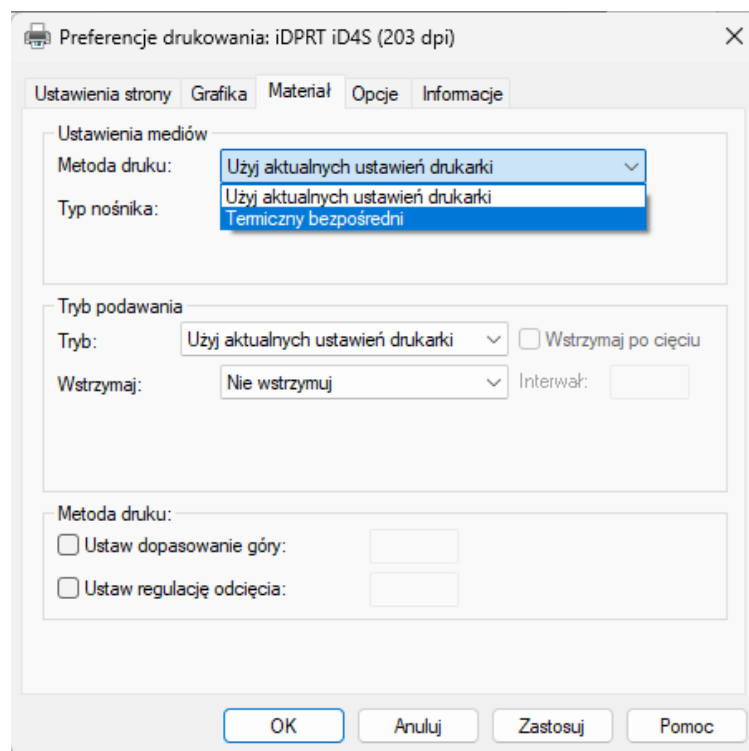 Preferencje drukowania: iDPRT iD4S (203 dpi)
Ustawienia strony Grafika Materiał Opcje Informacje
Ustawienia mediów
Metoda druku: Użyj aktualnych ustawień drukarki
Użyj aktualnych ustawień drukarki
Typ nośnika:
Termiczny bezpośredni
Tryb podawania
Tryb: Użyj aktualnych ustawień drukarki Wstrzymaj po cięciu
Wstrzymaj: Nie wstrzymuj Interwał:
Metoda druku:
Ustaw dopasowanie góry:
Ustaw regulację odcięcia:
OK Anuluj Zastosuj Pomoc